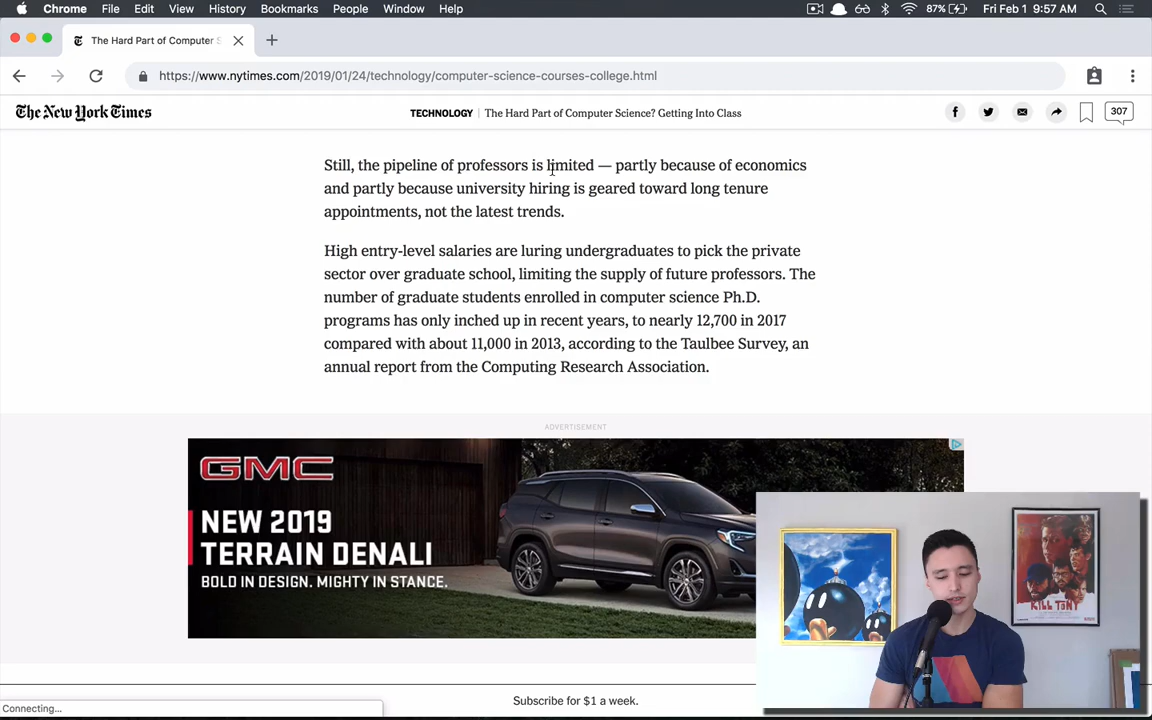 Chrome File Edit View History Bookmarks People Window Help 87% Fri Feb 1 9:57 AM
The Hard Part of Computer S
https://www.nytimes.com/2019/01/24/technology/computer-science-courses-college.html
The New York Times TECHNOLOGY | The Hard Part of Computer Science? Getting Into Class 307
Still, the pipeline of professors is limited — partly because of economics
and partly because university hiring is geared toward long tenure
appointments, not the latest trends.
High entry-level salaries are luring undergraduates to pick the private
sector over graduate school, limiting the supply of future professors. The
number of graduate students enrolled in computer science Ph.D.
programs has only inched up in recent years, to nearly 12,700 in 2017
compared with about 11,000 in 2013, according to the Taulbee Survey, an
annual report from the Computing Research Association.
ADVERTISEMENT
GMC
NEW 2019
TERRAIN DENALI
BOLD IN DESIGN. MIGHTY IN STANCE.
KILL TONY
Subscribe for $1 a week.
Connecting...